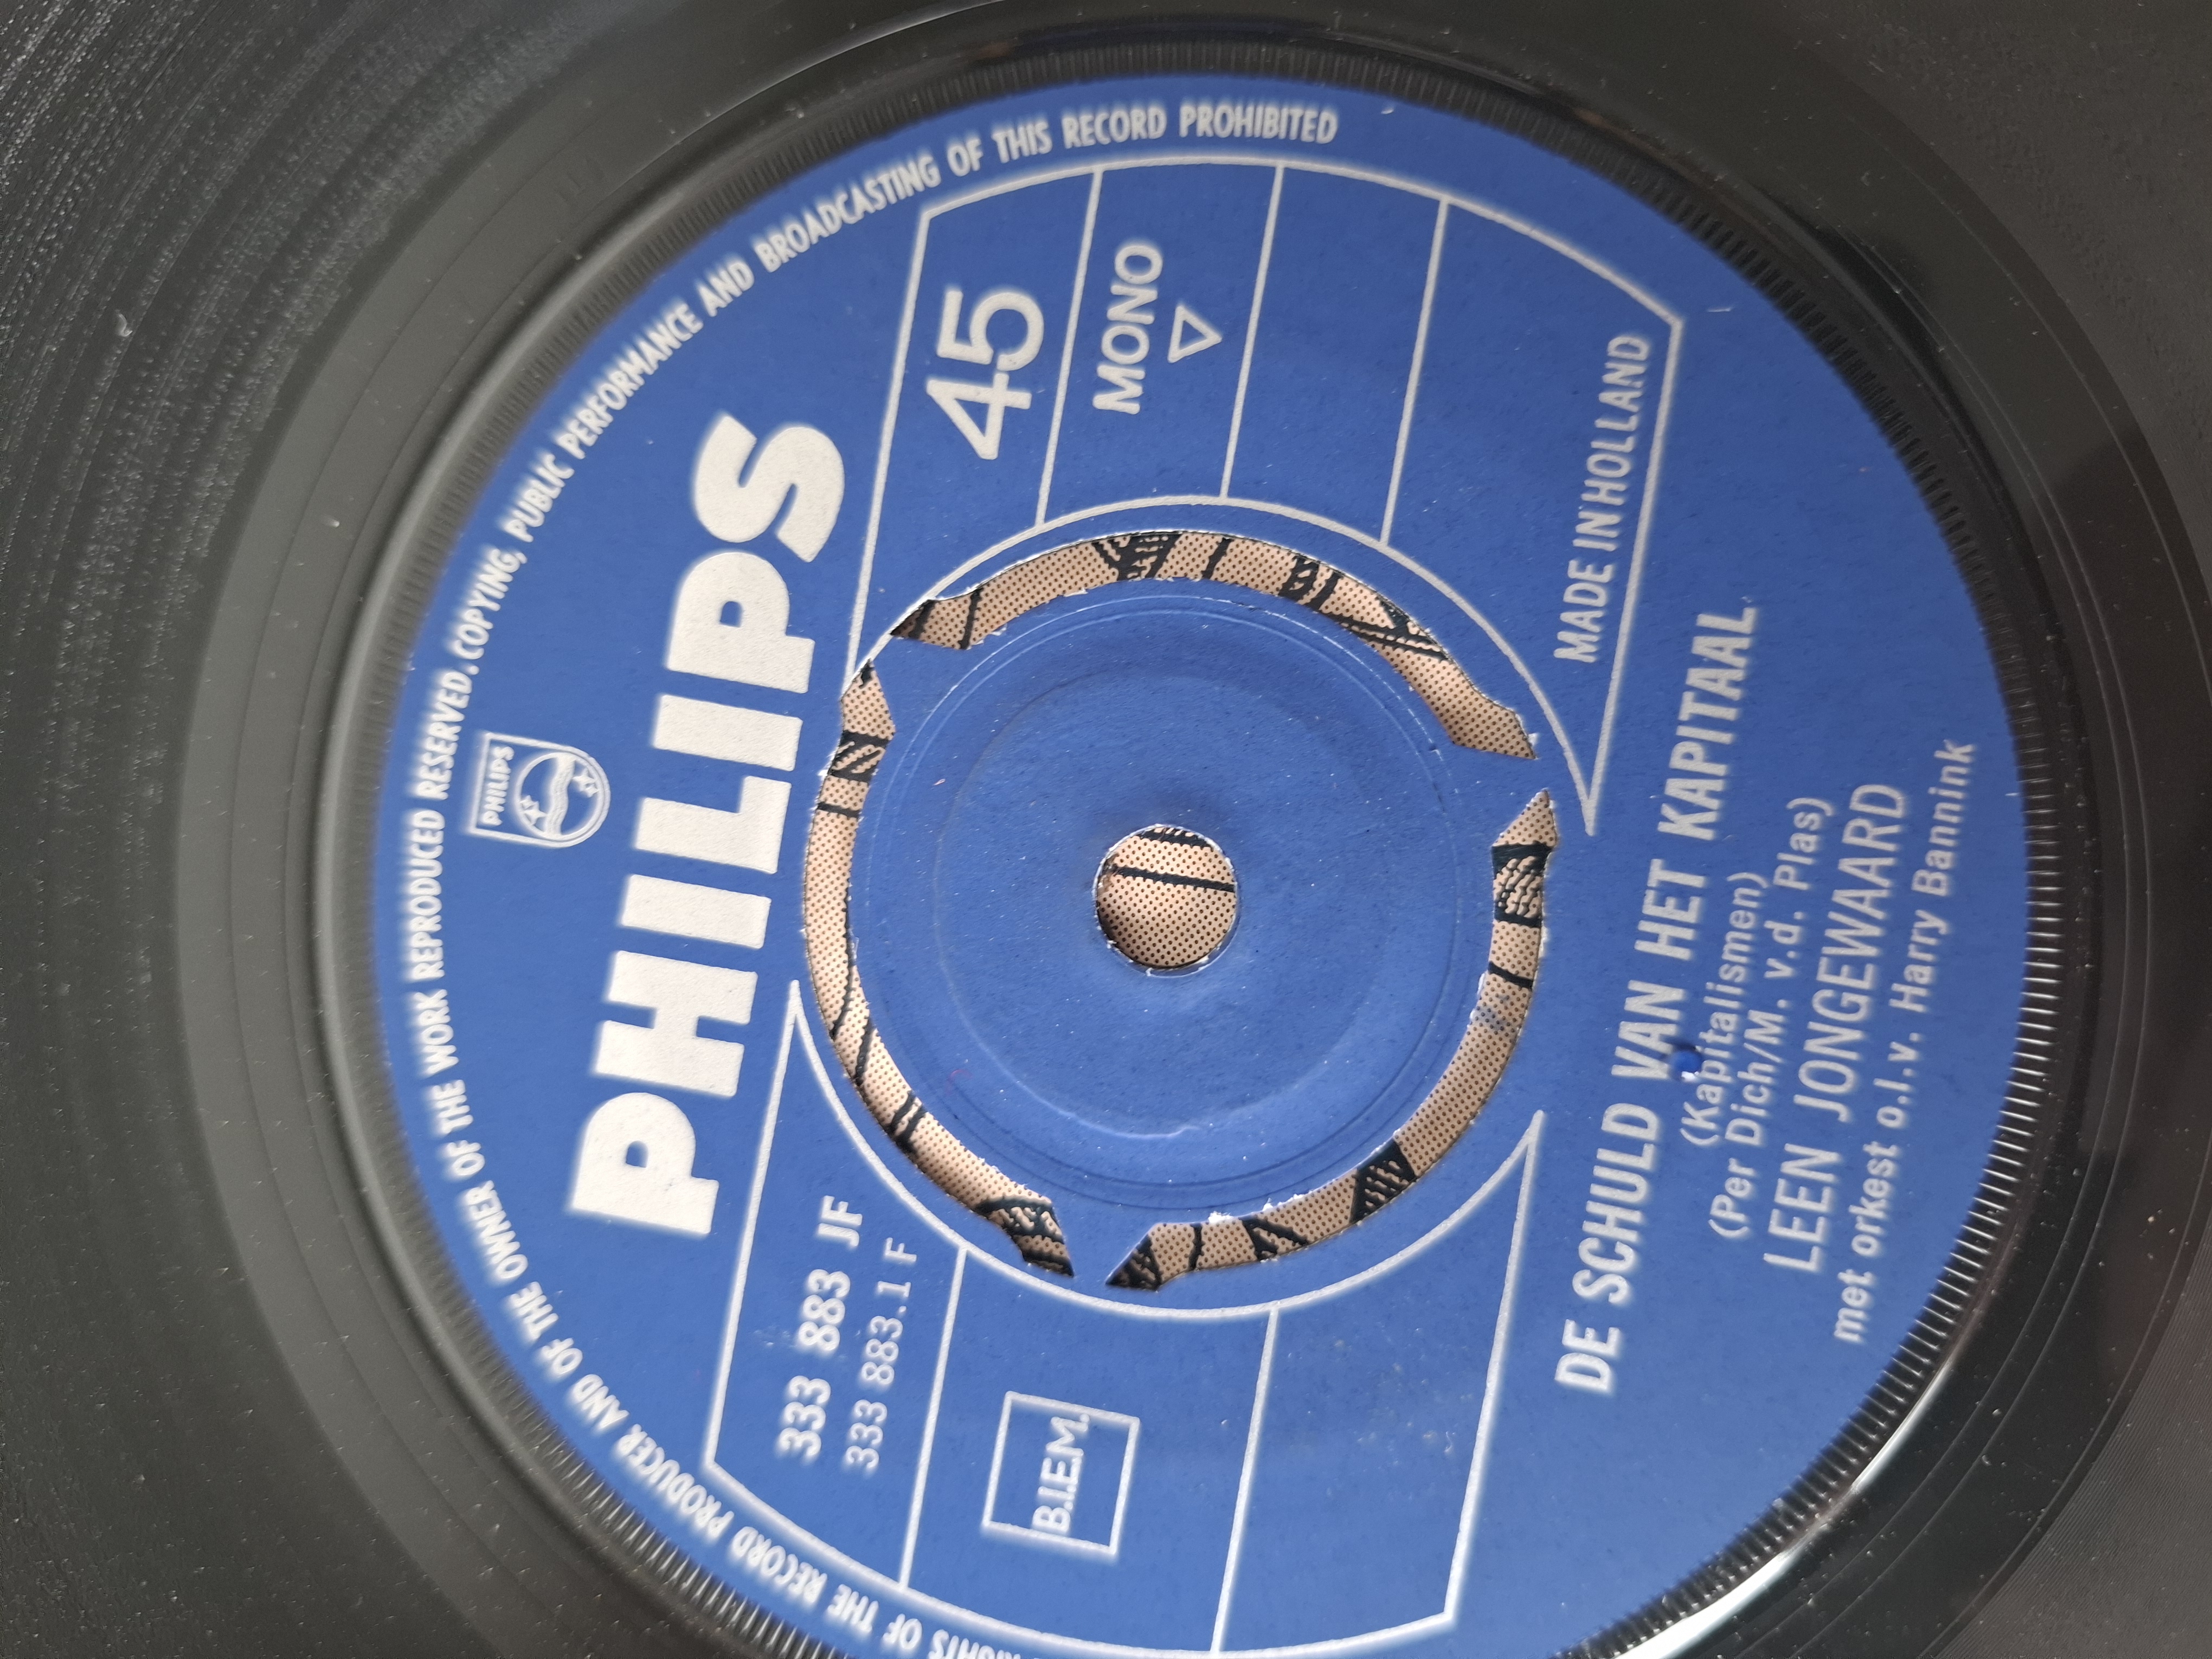 RIGHTS OF THE RECORD PRODUCER AND OF THE OWNER OF THE WORK REPRODUCED RESERVED. COPYING, PUBLIC PERFORMANCE AND BROADCASTING OF THIS RECORD PROHIBITED
PHILIPS
PHILIPS
333 883 JF
333 883.1 F
B.I.E.M.
45
MONO
MADE IN HOLLAND
DE SCHULD VAN HET KAPITAAL
(Kapitalismen)
(Per Dich/M. v.d. Plas)
LEEN JONGEWAARD
met orkest o.l.v. Harry Bannink